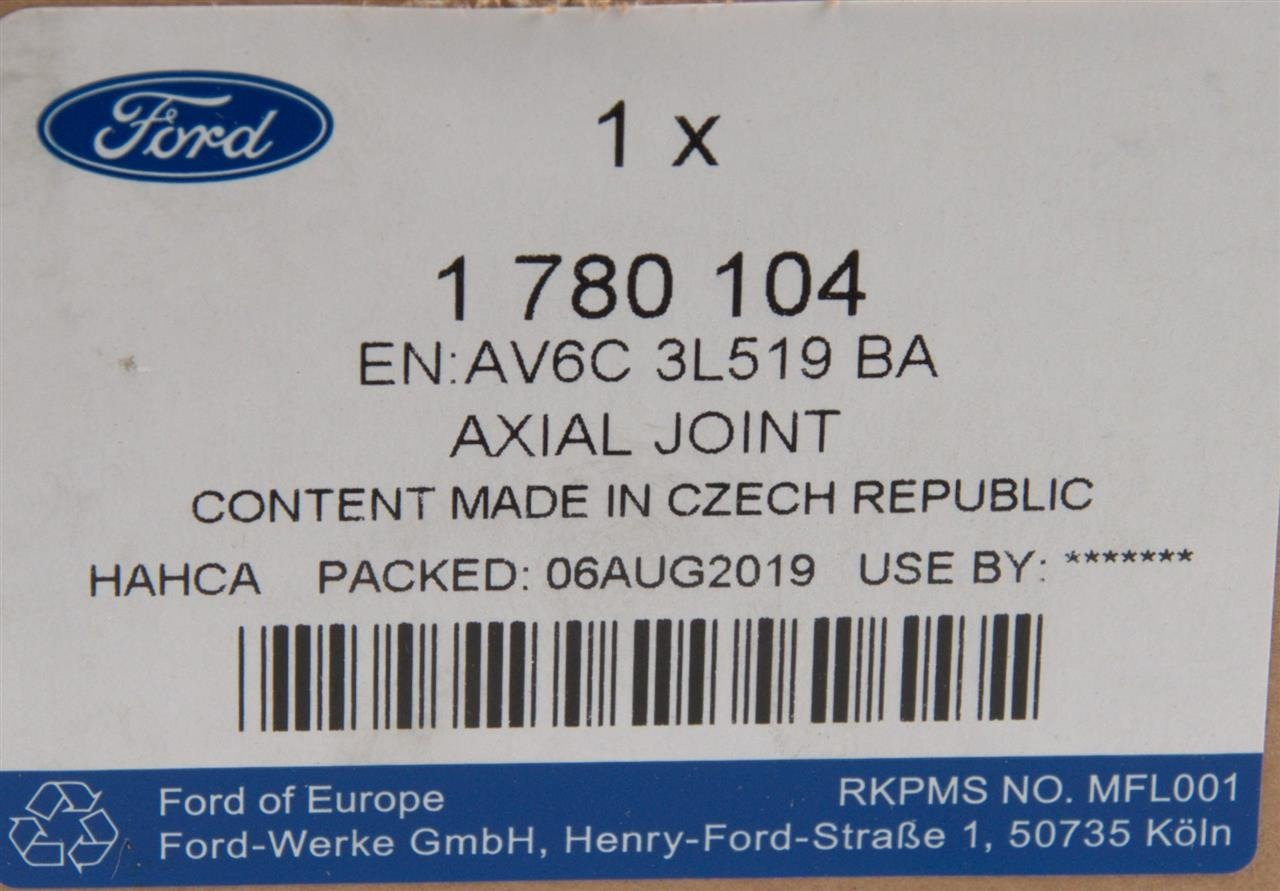 Ford
1 x
1 780 104
EN:AV6C 3L519 BA
AXIAL JOINT
CONTENT MADE IN CZECH REPUBLIC
HAHCA PACKED: 06AUG2019 USE BY: *******
Ford of Europe RKPMS NO. MFL001
Ford-Werke GmbH, Henry-Ford-Straße 1, 50735 Köln